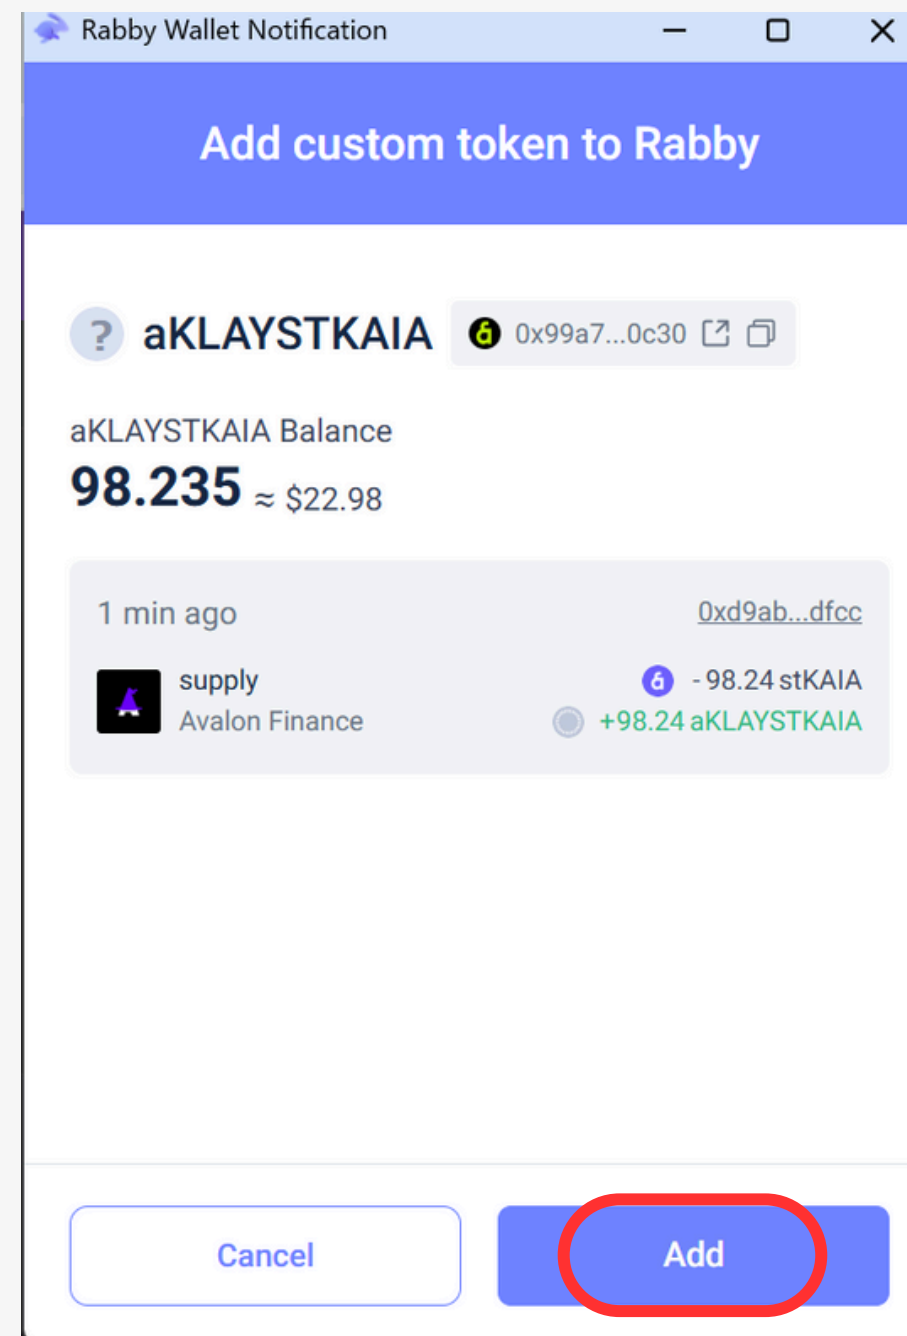 Rabby Wallet Notification
Add custom token to Rabby
? aKLAYSTKAIA 0x99a7...0c30
aKLAYSTKAIA Balance
98.235 ≈ $22.98
1 min ago 0xd9ab...dfcc
supply - 98.24 stKAIA
Avalon Finance +98.24 aKLAYSTKAIA
Cancel Add